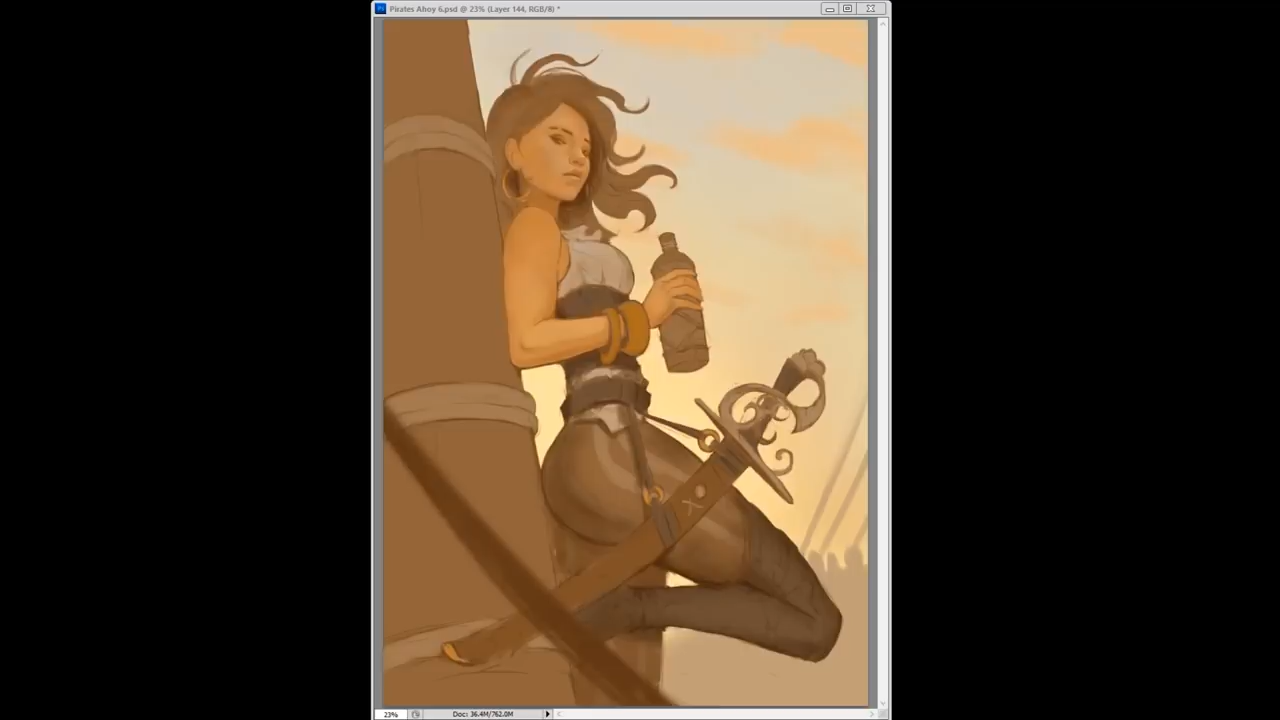 Pirates Ahoy 6.psd @ 23% (Layer 144, RGB/8) *
23%
Doc: 36.4M/762.0M